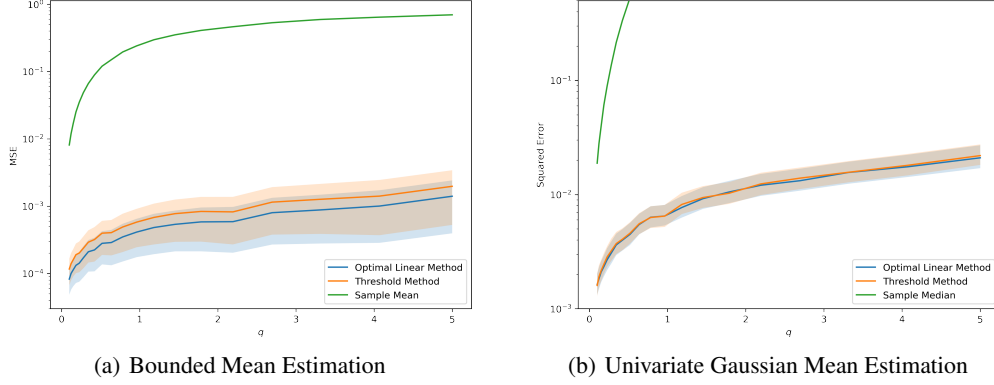 10⁰
10⁻¹
10⁻²
10⁻³
10⁻⁴
MSE
0 1 2 3 4 5
q
Optimal Linear Method
Threshold Method
Sample Mean
(a) Bounded Mean Estimation
10⁻¹
10⁻²
10⁻³
Squared Error
0 1 2 3 4 5
q
Optimal Linear Method
Threshold Method
Sample Median
(b) Univariate Gaussian Mean Estimation